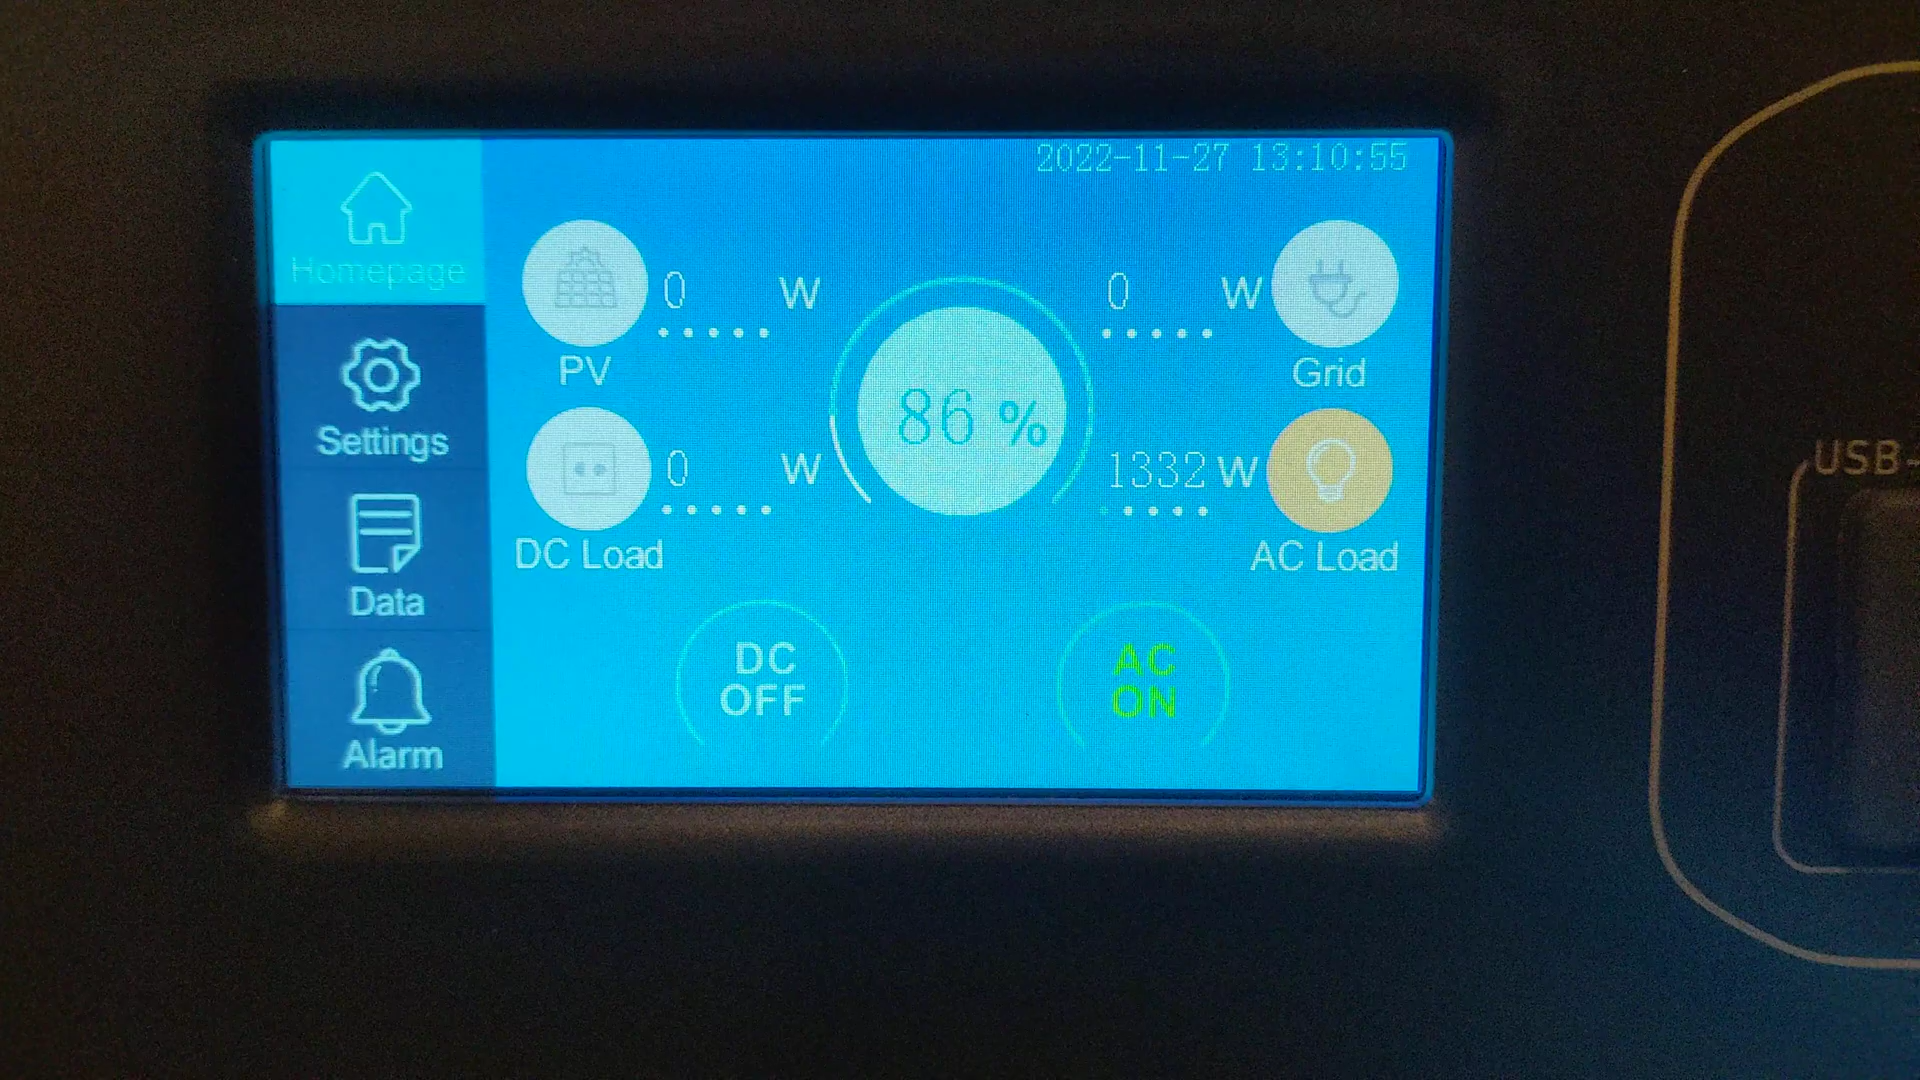 2022-11-27 13:10:55
Homepage
Settings
Data
Alarm
0 W
PV
0 W
Grid
86 %
0 W
DC Load
1332 W
AC Load
DC
OFF
AC
ON
USB-